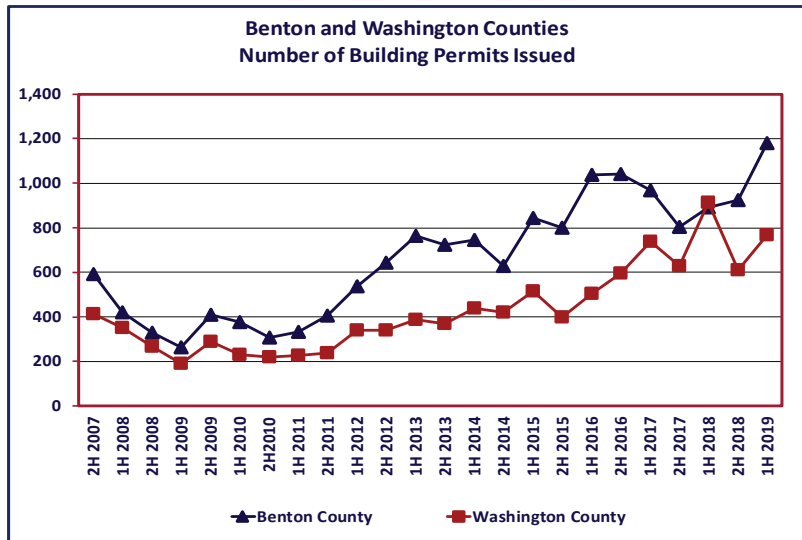 Benton and Washington Counties
Number of Building Permits Issued
1,400
1,200
1,000
800
600
400
200
0
2H 2007
1H 2008
2H 2008
1H 2009
2H 2009
1H 2010
2H2010
1H 2011
2H 2011
1H 2012
2H 2012
1H 2013
2H 2013
1H 2014
2H 2014
1H 2015
2H 2015
1H 2016
2H 2016
1H 2017
2H 2017
1H 2018
2H 2018
1H 2019
Benton County
Washington County